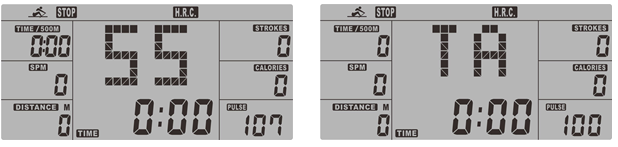 STOP H.R.C.
TIME / 500M
0:00
SPM
0
DISTANCE M
0
55
TIME 0:00
STROKES
0
CALORIES
0
PULSE
107
STOP H.R.C.
TIME / 500M
0:00
SPM
0
DISTANCE M
0
TA
TIME 0:00
STROKES
0
CALORIES
0
PULSE
100